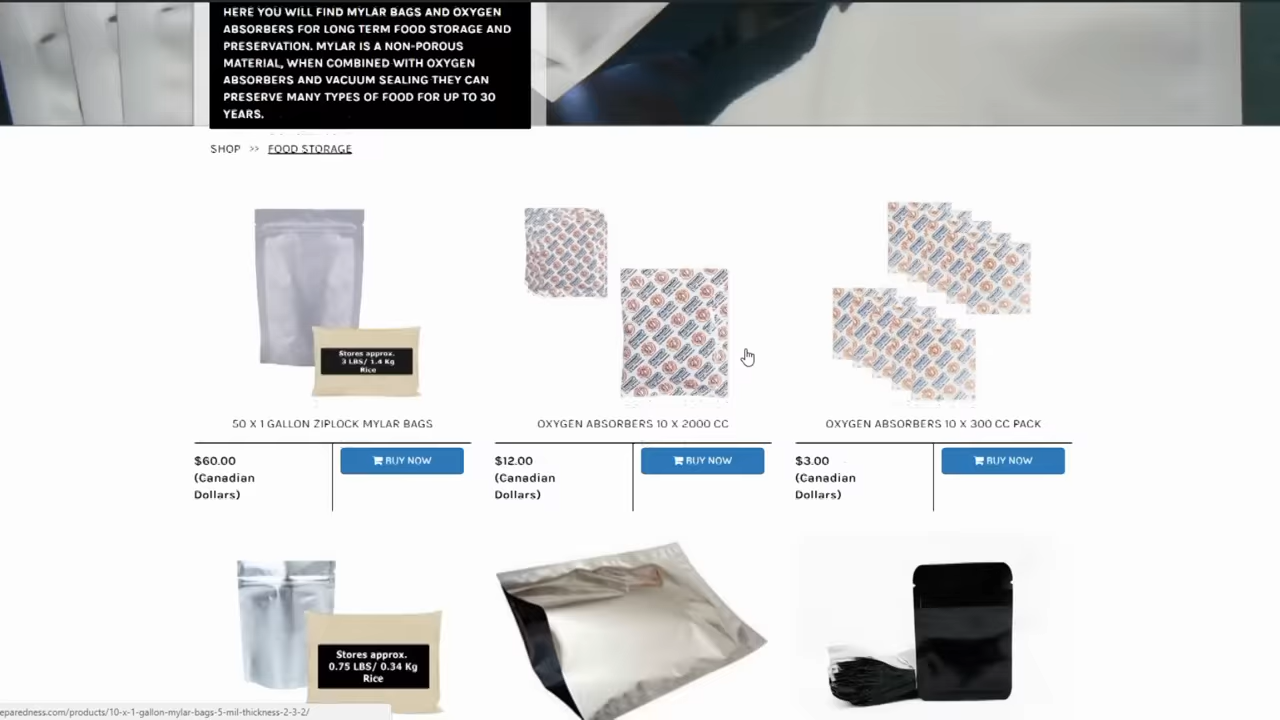 HERE YOU WILL FIND MYLAR BAGS AND OXYGEN
ABSORBERS FOR LONG TERM FOOD STORAGE AND
PRESERVATION. MYLAR IS A NON-POROUS
MATERIAL, WHEN COMBINED WITH OXYGEN
ABSORBERS AND VACUUM SEALING THEY CAN
PRESERVE MANY TYPES OF FOOD FOR UP TO 30
YEARS.
SHOP >> FOOD STORAGE
Stores approx.
3 LBS/ 1.4 Kg
Rice
50 X 1 GALLON ZIPLOCK MYLAR BAGS
OXYGEN ABSORBERS 10 X 2000 CC
OXYGEN ABSORBERS 10 X 300 CC PACK
$60.00
(Canadian
Dollars)
BUY NOW
$12.00
(Canadian
Dollars)
BUY NOW
$3.00
(Canadian
Dollars)
BUY NOW
Stores approx.
0.75 LBS/ 0.34 Kg
Rice
eparedness.com/products/10-x-1-gallon-mylar-bags-5-mil-thickness-2-3-2/